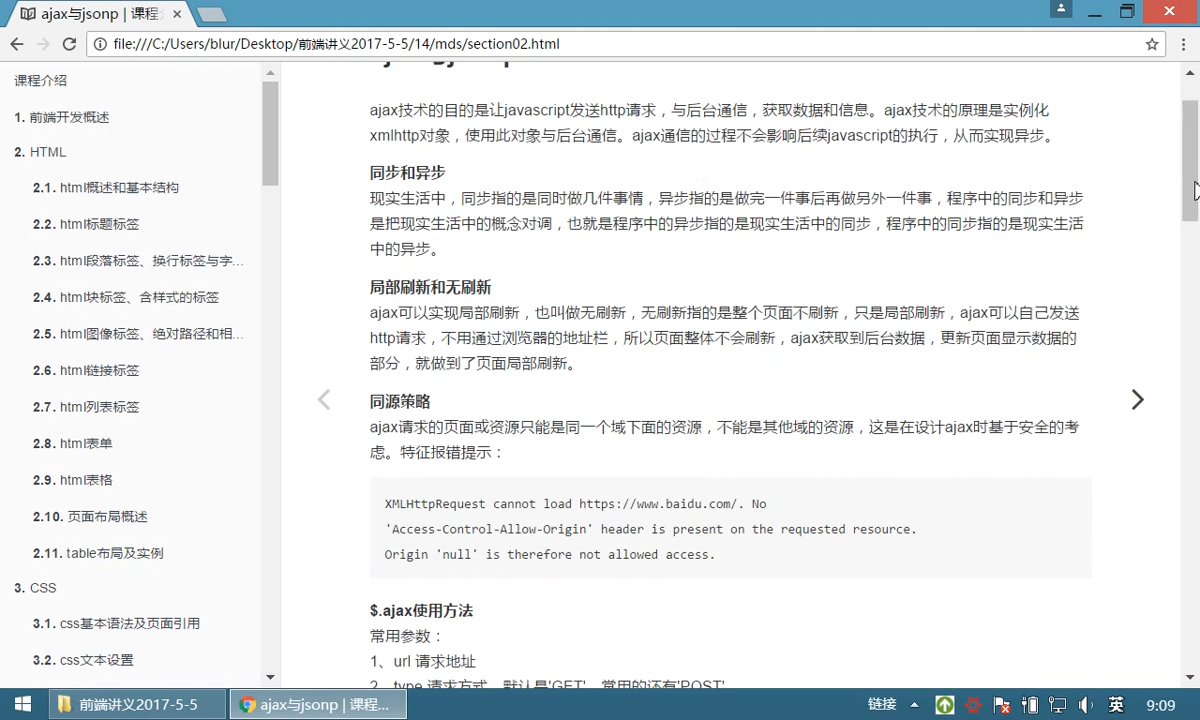 ajax与jsonp | 课程
file:///C:/Users/blur/Desktop/前端讲义2017-5-5/14/mds/section02.html
课程介绍
1. 前端开发概述
2. HTML
2.1. html概述和基本结构
2.2. html标题标签
2.3. html段落标签、换行标签与字...
2.4. html块标签、含样式的标签
2.5. html图像标签、绝对路径和相...
2.6. html链接标签
2.7. html列表标签
2.8. html表单
2.9. html表格
2.10. 页面布局概述
2.11. table布局及实例
3. CSS
3.1. css基本语法及页面引用
3.2. css文本设置
ajax技术的目的是让javascript发送http请求，与后台通信，获取数据和信息。ajax技术的原理是实例化
xmlhttp对象，使用此对象与后台通信。ajax通信的过程不会影响后续javascript的执行，从而实现异步。
同步和异步
现实生活中，同步指的是同时做几件事情，异步指的是做完一件事后再做另外一件事，程序中的同步和异步
是把现实生活中的概念对调，也就是程序中的异步指的是现实生活中的同步，程序中的同步指的是现实生活
中的异步。
局部刷新和无刷新
ajax可以实现局部刷新，也叫做无刷新，无刷新指的是整个页面不刷新，只是局部刷新，ajax可以自己发送
http请求，不用通过浏览器的地址栏，所以页面整体不会刷新，ajax获取到后台数据，更新页面显示数据的
部分，就做到了页面局部刷新。
同源策略
ajax请求的页面或资源只能是同一个域下面的资源，不能是其他域的资源，这是在设计ajax时基于安全的考
虑。特征报错提示：
XMLHttpRequest cannot load https://www.baidu.com/. No
'Access-Control-Allow-Origin' header is present on the requested resource.
Origin 'null' is therefore not allowed access.
$.ajax使用方法
常用参数：
1、url 请求地址
2、type 请求方式，默认是'GET'，常用的还有'POST'
前端讲义2017-5-5
ajax与jsonp | 课程...
链接
英
9:09